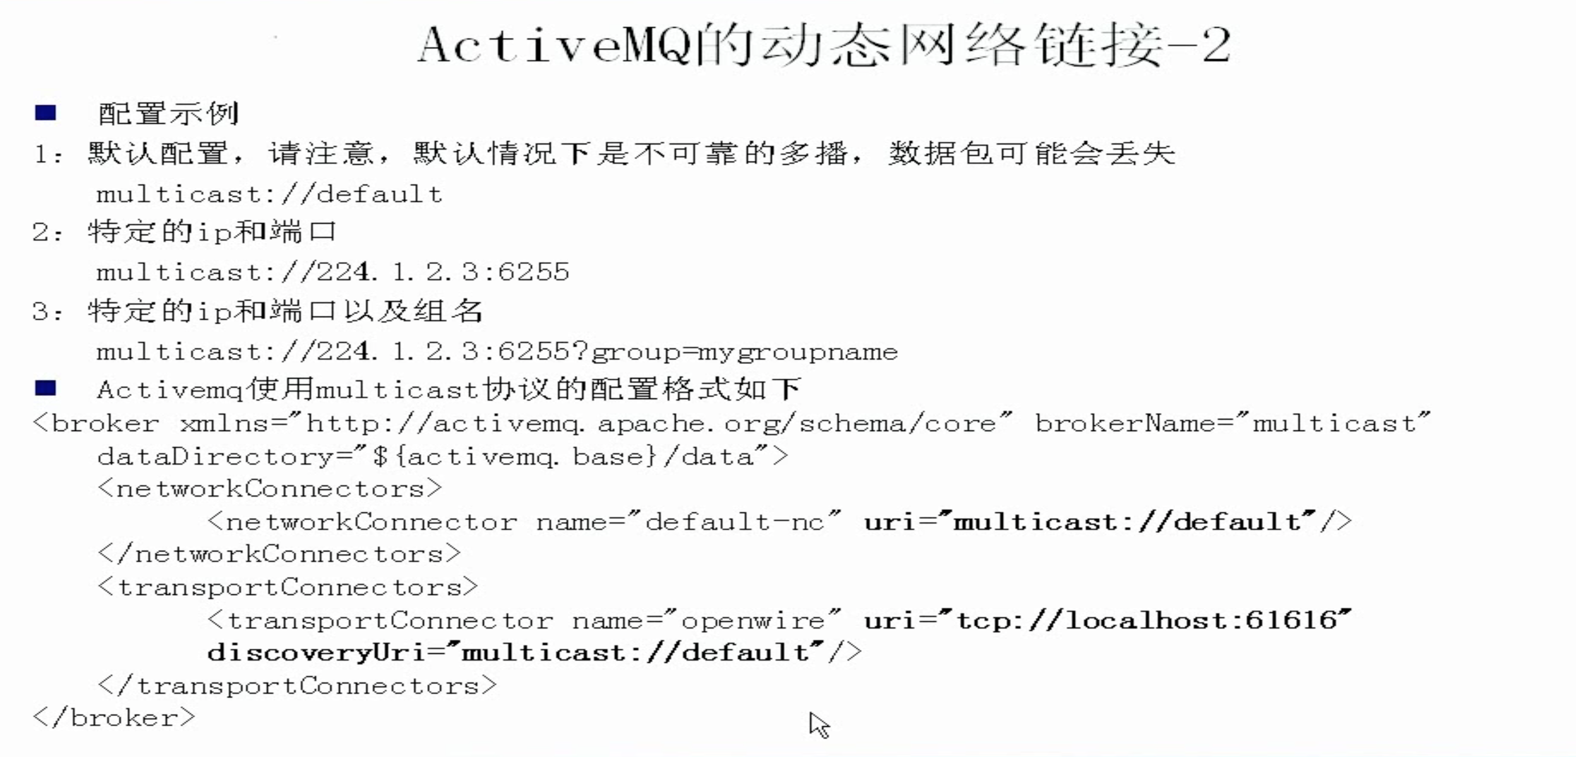 ActiveMQ的动态网络链接-2
■ 配置示例
1：默认配置，请注意，默认情况下是不可靠的多播，数据包可能会丢失
multicast://default
2：特定的ip和端口
multicast://224.1.2.3:6255
3：特定的ip和端口以及组名
multicast://224.1.2.3:6255?group=mygroupname
■ Activemq使用multicast协议的配置格式如下
<broker xmlns="http://activemq.apache.org/schema/core" brokerName="multicast"
dataDirectory="${activemq.base}/data">
<networkConnectors>
<networkConnector name="default-nc" uri="multicast://default"/>
</networkConnectors>
<transportConnectors>
<transportConnector name="openwire" uri="tcp://localhost:61616"
discoveryUri="multicast://default"/>
</transportConnectors>
</broker>